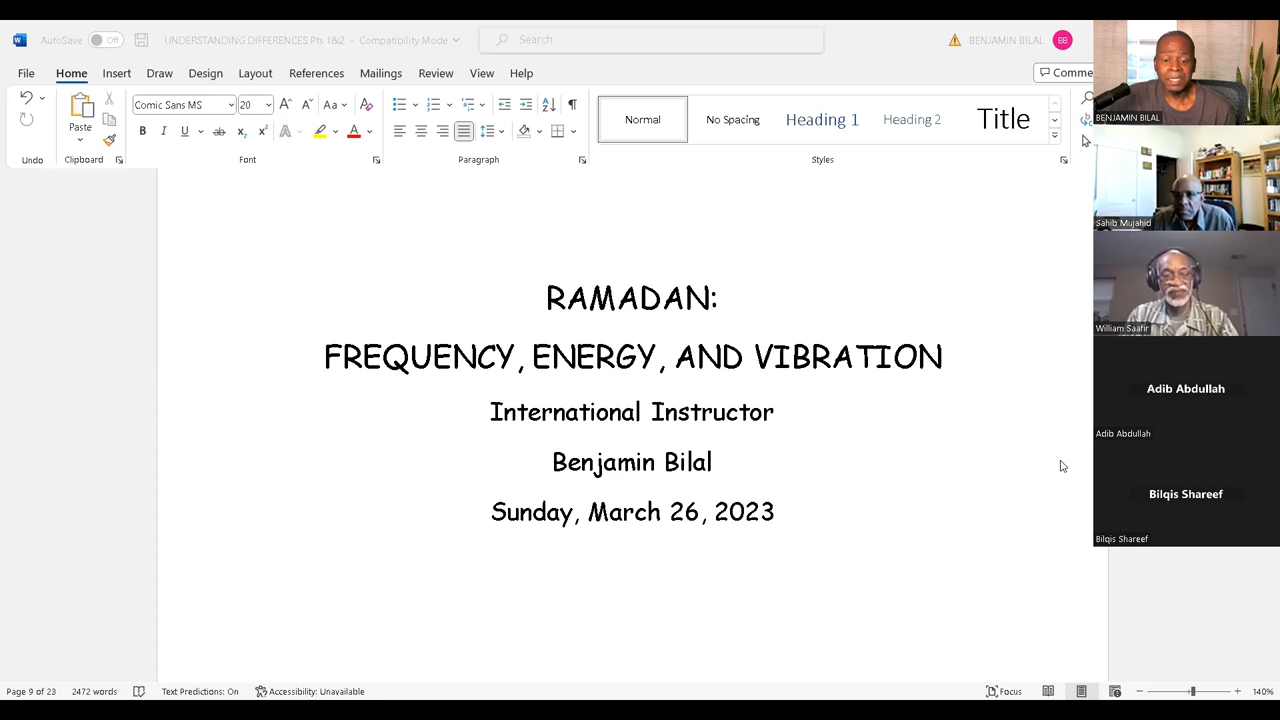 AutoSave Off UNDERSTANDING DIFFERENCES Pts 1&2 - Compatibility Mode Search BENJAMIN BILAL BB
File Home Insert Draw Design Layout References Mailings Review View Help Comme
Undo Paste Clipboard
Comic Sans MS 20
Font
Paragraph
Normal No Spacing Heading 1 Heading 2 Title
Styles
RAMADAN:
FREQUENCY, ENERGY, AND VIBRATION
International Instructor
Benjamin Bilal
Sunday, March 26, 2023
BENJAMIN BILAL
Sahib Mujahid
William Saafir
Adib Abdullah
Adib Abdullah
Bilqis Shareef
Bilqis Shareef
Page 9 of 23 2472 words Text Predictions: On Accessibility: Unavailable Focus 140%